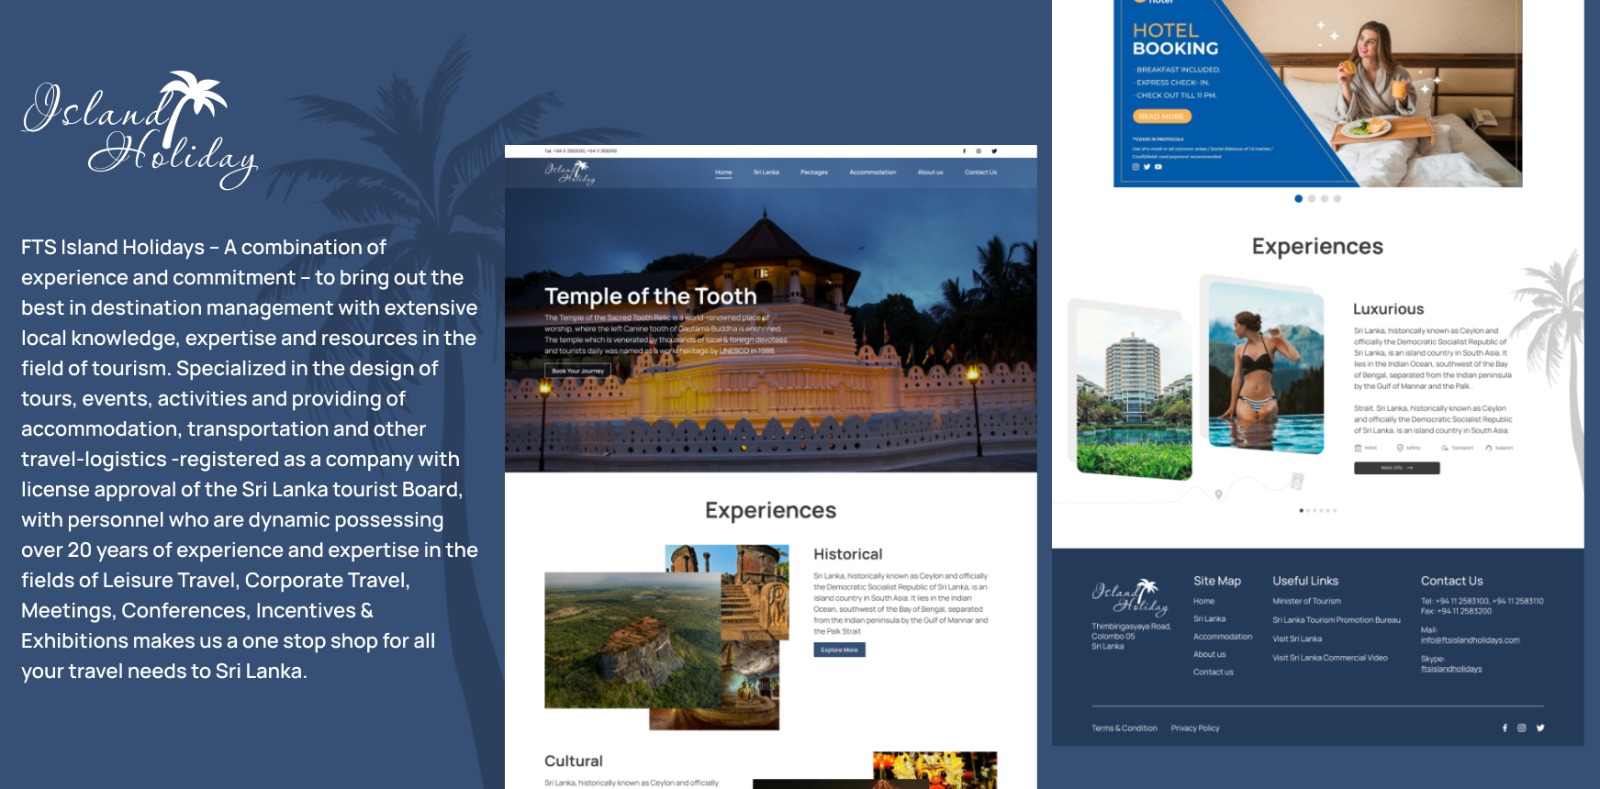 Island
Holiday
FTS Island Holidays – A combination of
experience and commitment – to bring out the
best in destination management with extensive
local knowledge, expertise and resources in the
field of tourism. Specialized in the design of
tours, events, activities and providing of
accommodation, transportation and other
travel-logistics -registered as a company with
license approval of the Sri Lanka tourist Board,
with personnel who are dynamic possessing
over 20 years of experience and expertise in the
fields of Leisure Travel, Corporate Travel,
Meetings, Conferences, Incentives &
Exhibitions makes us a one stop shop for all
your travel needs to Sri Lanka.
Island
Holiday
Home Sri Lanka Packages Accommodation About us Contact Us
Temple of the Tooth
The Temple of the Sacred Tooth Relic is a world-renowned place of
worship, where the left Canine tooth of Gautama Buddha is enshrined.
The temple which is venerated by thousands of local & foreign devotees
and tourists daily was named as a world heritage by UNESCO in 1988.
Book Your Journey
Experiences
Historical
Sri Lanka, historically known as Ceylon and officially
the Democratic Socialist Republic of Sri Lanka, is an
island country in South Asia. It lies in the Indian
Ocean, southwest of the Bay of Bengal, separated
from the Indian peninsula by the Gulf of Mannar and
the Palk Strait
Explore More
Cultural
Sri Lanka, historically known as Ceylon and officially
hotel
HOTEL
BOOKING
· BREAKFAST INCLUDED.
· EXPRESS CHECK- IN.
· CHECK OUT TILL 11 PM.
READ MORE
Experiences
Luxurious
Sri Lanka, historically known as Ceylon and
officially the Democratic Socialist Republic of
Sri Lanka, is an island country in South Asia. It
lies in the Indian Ocean, southwest of the Bay
of Bengal, separated from the Indian peninsula
by the Gulf of Mannar and the Palk .
Strait. Sri Lanka, historically known as Ceylon
and officially the Democratic Socialist Republic
of Sri Lanka, is an island country in South Asia.
Hotel Safety Transport Support
More Info →
Island
Holiday
Thimbirigasyaya Road,
Colombo 05
Sri Lanka
Site Map
Home
Sri Lanka
Accommodation
About us
Contact us
Useful Links
Minister of Tourism
Sri Lanka Tourism Promotion Bureau
Visit Sri Lanka
Visit Sri Lanka Commercial Video
Contact Us
Tel: +94 11 2583100, +94 11 2583110
Fax: +94 11 2583200
Mail:
info@ftsislandholidays.com
Skype:
ftsislandholidays
Terms & Condition Privacy Policy